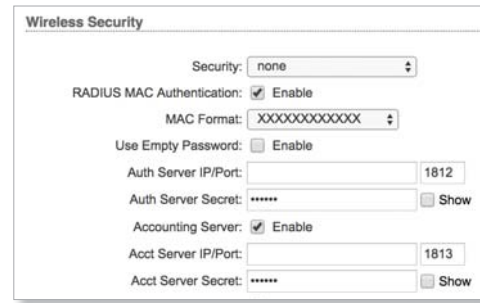 Wireless Security
Security: none
RADIUS MAC Authentication: Enable
MAC Format: XXXXXXXXXXXX
Use Empty Password: Enable
Auth Server IP/Port: 1812
Auth Server Secret: •••••• Show
Accounting Server: Enable
Acct Server IP/Port: 1813
Acct Server Secret: •••••• Show